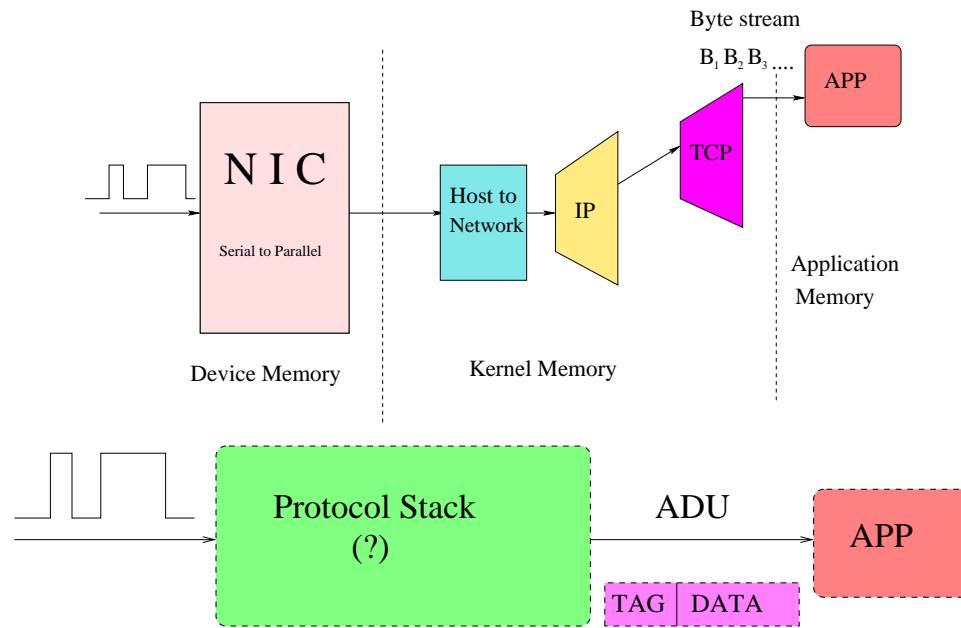 Byte stream
B1 B2 B3 ....
APP
TCP
N I C
Host to
Network
IP
Serial to Parallel
Application
Memory
Device Memory
Kernel Memory
Protocol Stack
(?)
ADU
APP
TAG DATA